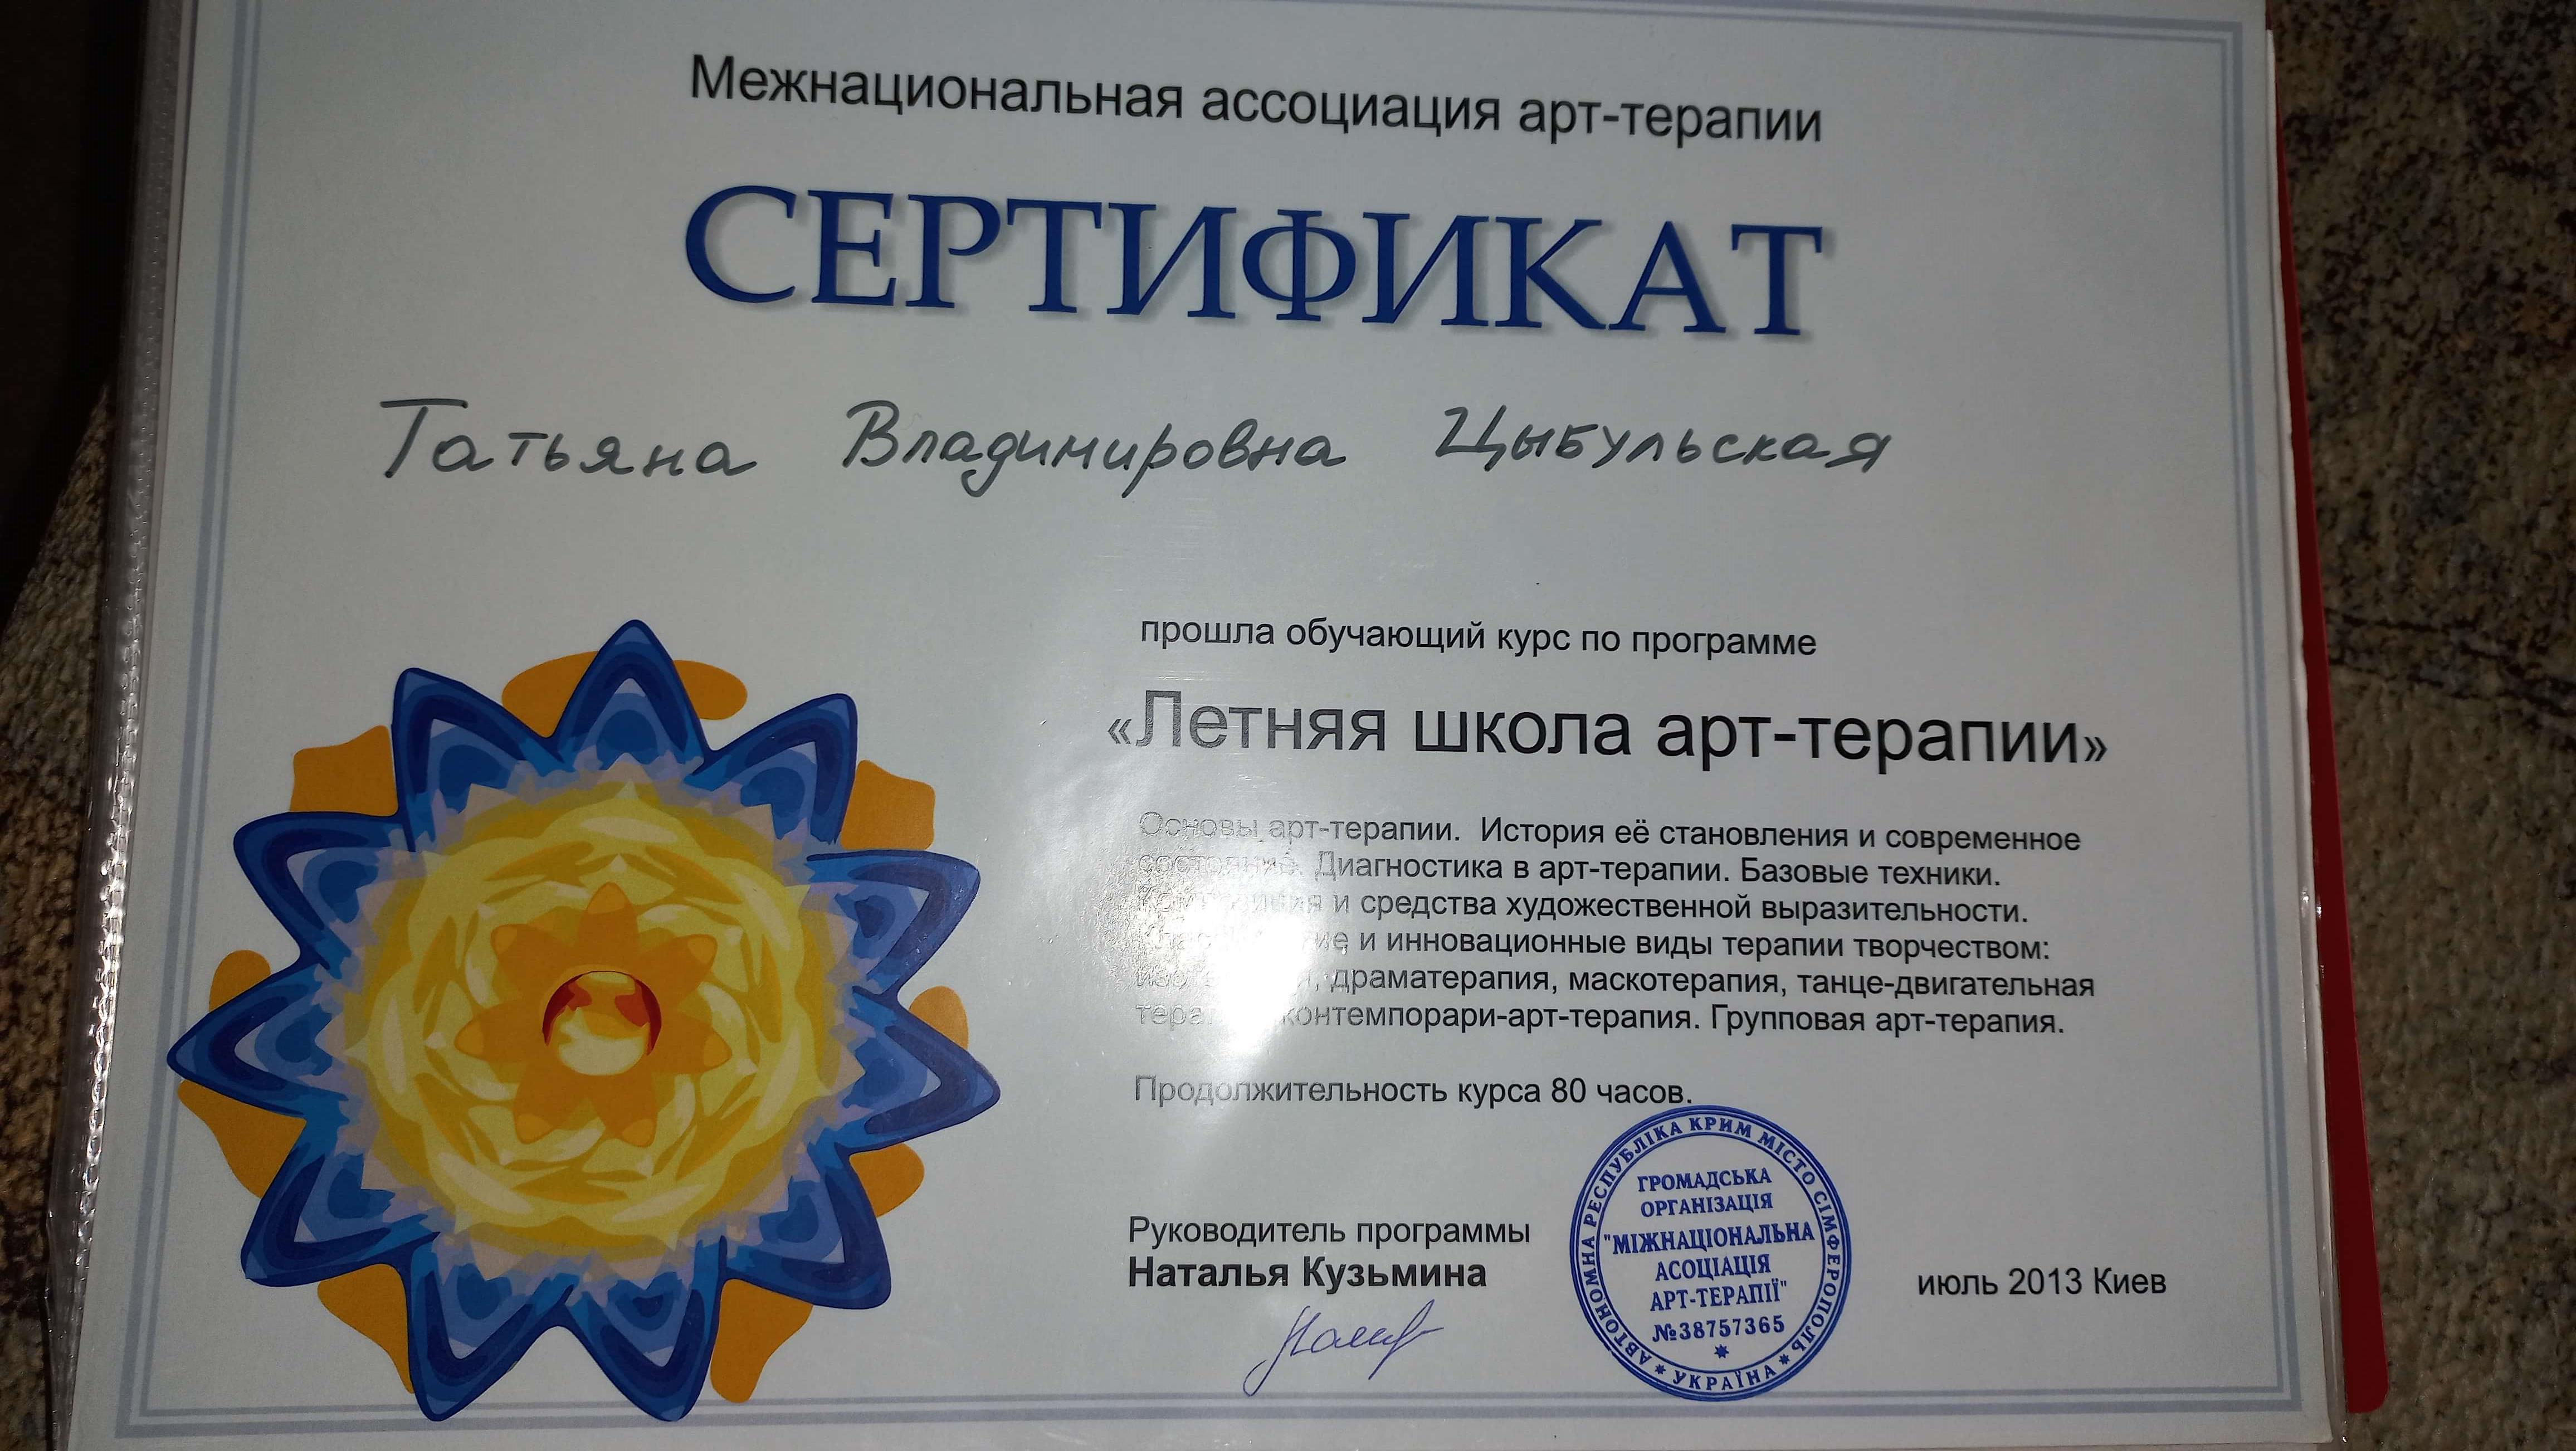 Межнациональная ассоциация арт-терапии
СЕРТИФИКАТ
Татьяна Владимировна Цыбульская
прошла обучающий курс по программе
«Летняя школа арт-терапии»
Основы арт-терапии. История её становления и современное
состояние. Диагностика в арт-терапии. Базовые техники.
и средства художественной выразительности.
и инновационные виды терапии творчеством:
драматерапия, маскотерапия, танце-двигательная
контемпорари-арт-терапия. Групповая арт-терапия.
Продолжительность курса 80 часов.
Руководитель программы
Наталья Кузьмина
АВТОНОМНА РЕСПУБЛІКА КРИМ МІСТО СІМФЕРОПОЛЬ
* УКРАЇНА *
ГРОМАДСЬКА
ОРГАНІЗАЦІЯ
"МІЖНАЦІОНАЛЬНА
АСОЦІАЦІЯ
АРТ-ТЕРАПІЇ"
№38757365
июль 2013 Киев